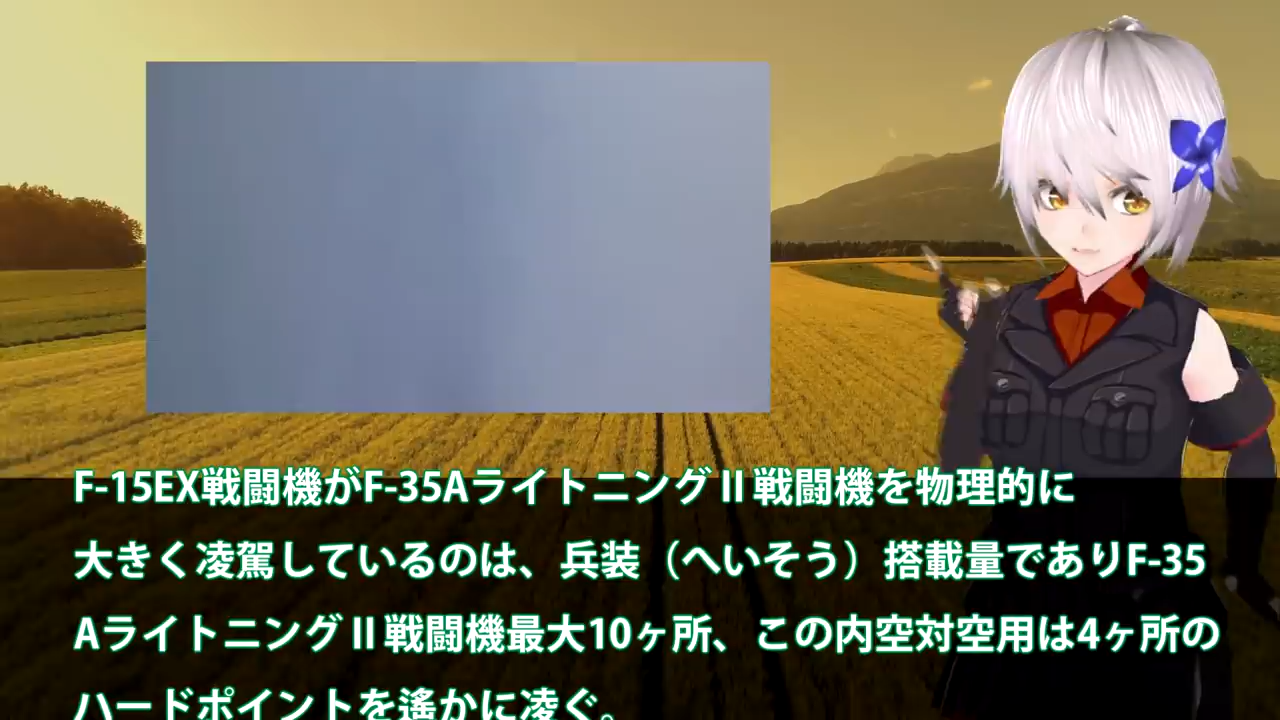 F-15EX戦闘機がF-35AライトニングⅡ戦闘機を物理的に
大きく凌駕しているのは、兵装（へいそう）搭載量でありF-35
AライトニングⅡ戦闘機最大10ヶ所、この内空対空用は4ヶ所の
ハードポイントを遙かに凌ぐ。